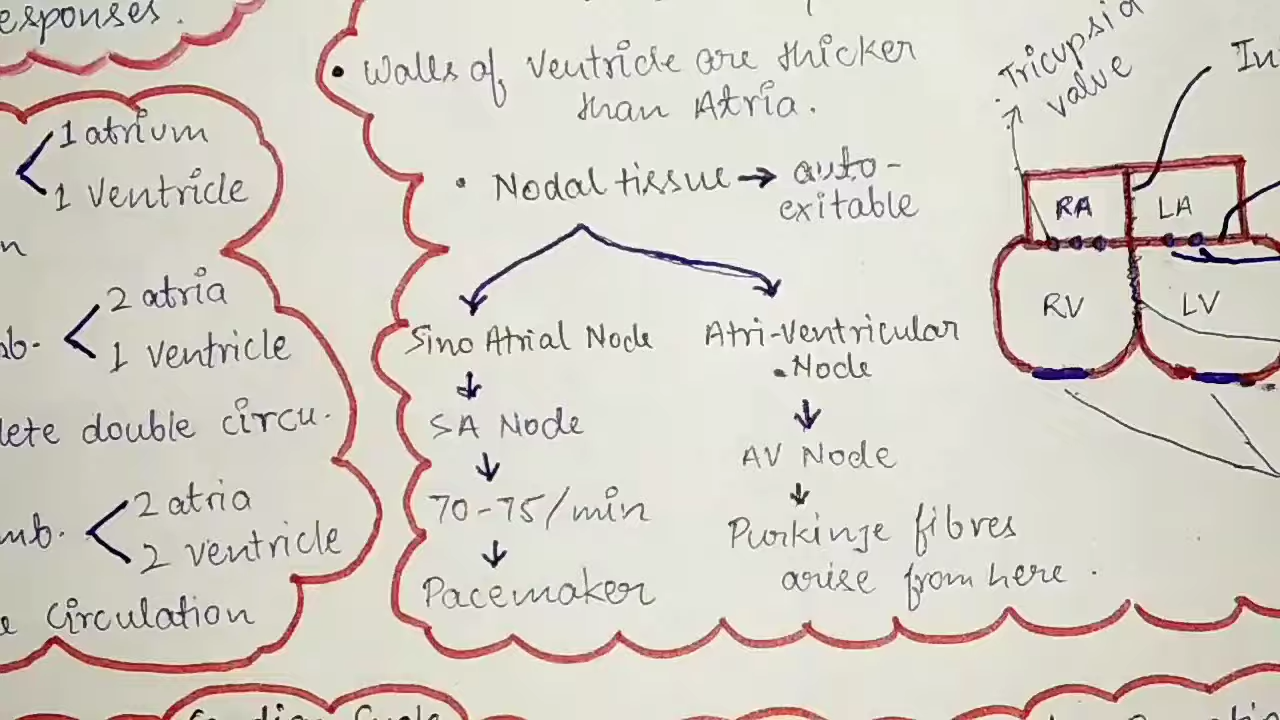 esponses.
1 atrium
1 ventricle
n
2 atria
1 ventricle
lete double circu.
mb.
2 atria
2 ventricle
Circulation
• Walls of ventricle are thicker
than Atria.
• Nodal tissue → auto-
exitable
Sino Atrial Node
SA Node
70-75/min
Pacemaker
Atri-ventricular
Node
AV Node
Purkinje fibres
arise from here.
Tricupsid
valve
In
RA
LA
RV
LV
Cycle